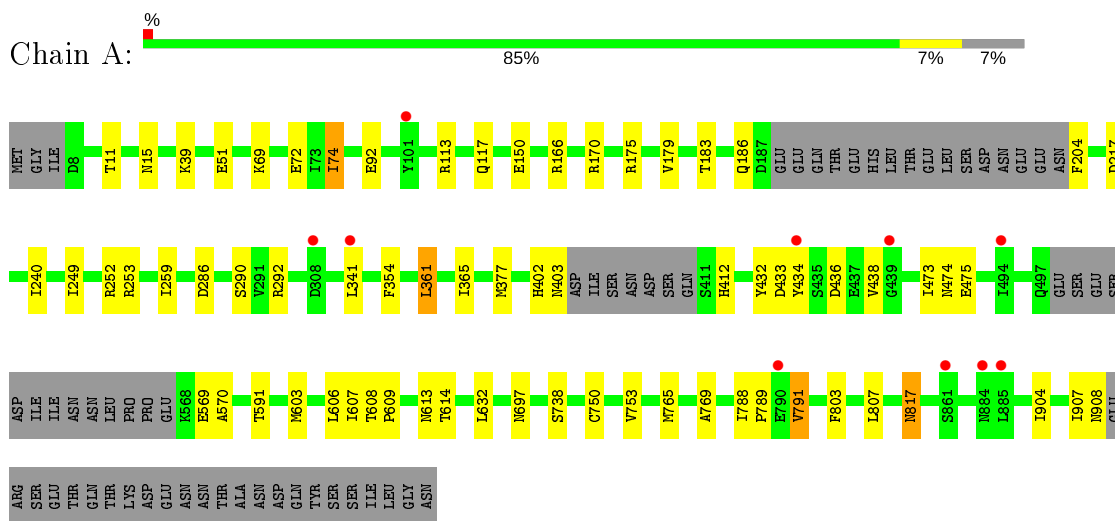 %
Chain A:
85% 7% 7%
MET GLY ILE D8 T11 N15 K39 E51 K69 E72 I73 I74 E92 Y101 R113 Q117 E150 R166 R170 R175 V179 T183 Q186 D187 GLU GLU GLN THR GLU HIS LEU THR GLU SER ASP ASN GLU GLU ASN F204 D217
I240 I249 R252 R253 I259 D286 S290 V291 R292 D308 L341 F354 L361 I365 M377 H402 N403 ASP ILE SER ASN ASP SER GLN S411 H412 Y432 D433 Y434 S435 D436 E437 V438 G439 I473 N474 E475 I494 Q497 GLU SER GLU SER
ASP ILE ILE ASN ASN LEU PRO PRO GLU K568 E569 A570 T591 M603 L606 I607 T608 P609 N613 T614 L632 N697 S738 C750 V753 M765 A769 I788 P789 E790 V791 F803 L807 N817 S861 N884 L885 I904 I907 N908 GLU
ARG SER GLU THR GLN THR LYS ASP GLU ASN ASN THR ALA ASN ASP GLN TYR SER SER ILE LEU GLY ASN